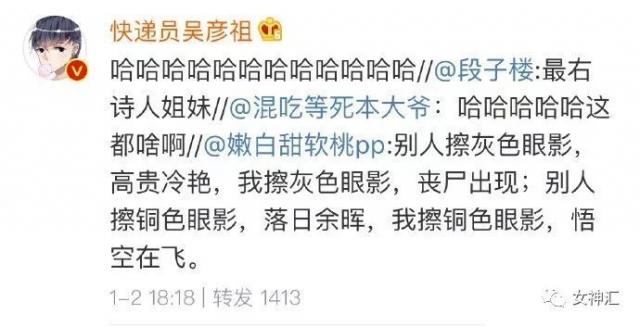 快递员吴彦祖
哈哈哈哈哈哈哈哈哈哈哈哈//@段子楼:最右
诗人姐妹//@混吃等死本大爷：哈哈哈哈哈这
都啥啊//@嫩白甜软桃pp:别人擦灰色眼影，
高贵冷艳，我擦灰色眼影，丧尸出现；别人
擦铜色眼影，落日余晖，我擦铜色眼影，悟
空在飞。
1-2 18:18 | 转发 1413
女神汇